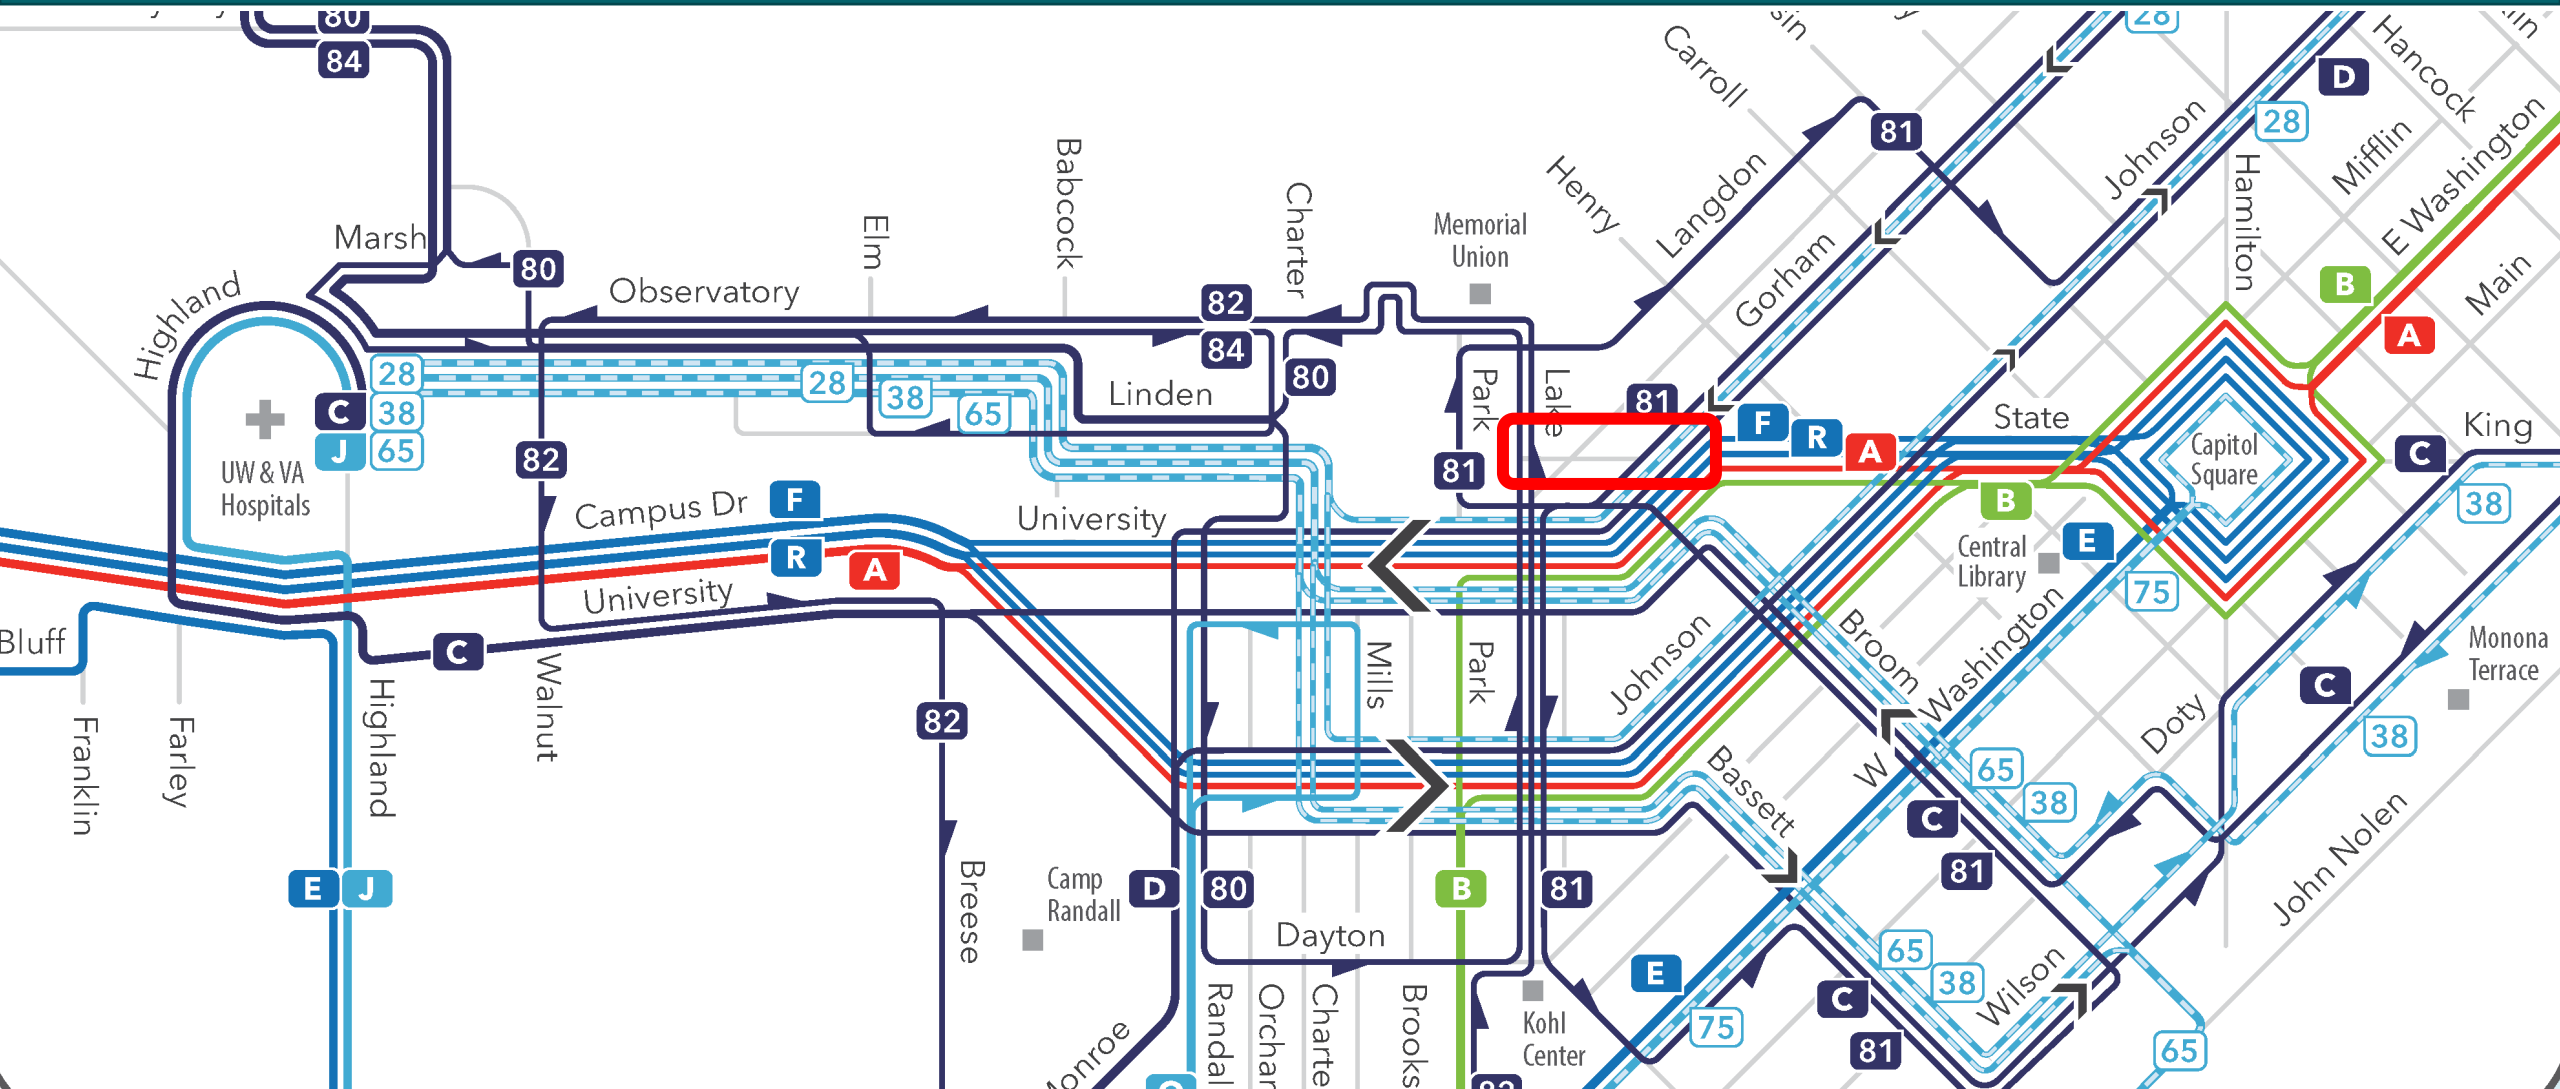 80
84
28
Hancock
D
Carroll
81
28
Johnson
Mifflin
E Washington
Babcock
Henry
Langdon
Hamilton
Charter
Elm
Memorial
Union
Marsh
80
Observatory
82
Highland
Gorham
B
Main
A
84
80
28
28
38
65
Linden
Park
Lake
81
C
38
J
65
F
R
A
State
Capitol
Square
C
King
UW & VA
Hospitals
82
81
38
F
Campus Dr
University
R
A
B
E
Central
Library
75
University
Bluff
C
Walnut
Mills
Park
Johnson
Broom
Washington
Monona
Terrace
C
Highland
82
Franklin
Farley
W
Doty
38
65
38
Bassett
C
81
John Nolen
E
J
Breese
Camp
Randall
D
80
B
81
Dayton
E
65
38
Wilson
C
75
81
65
Kohl
Center
Randal
Orchar
Charte
Brooks